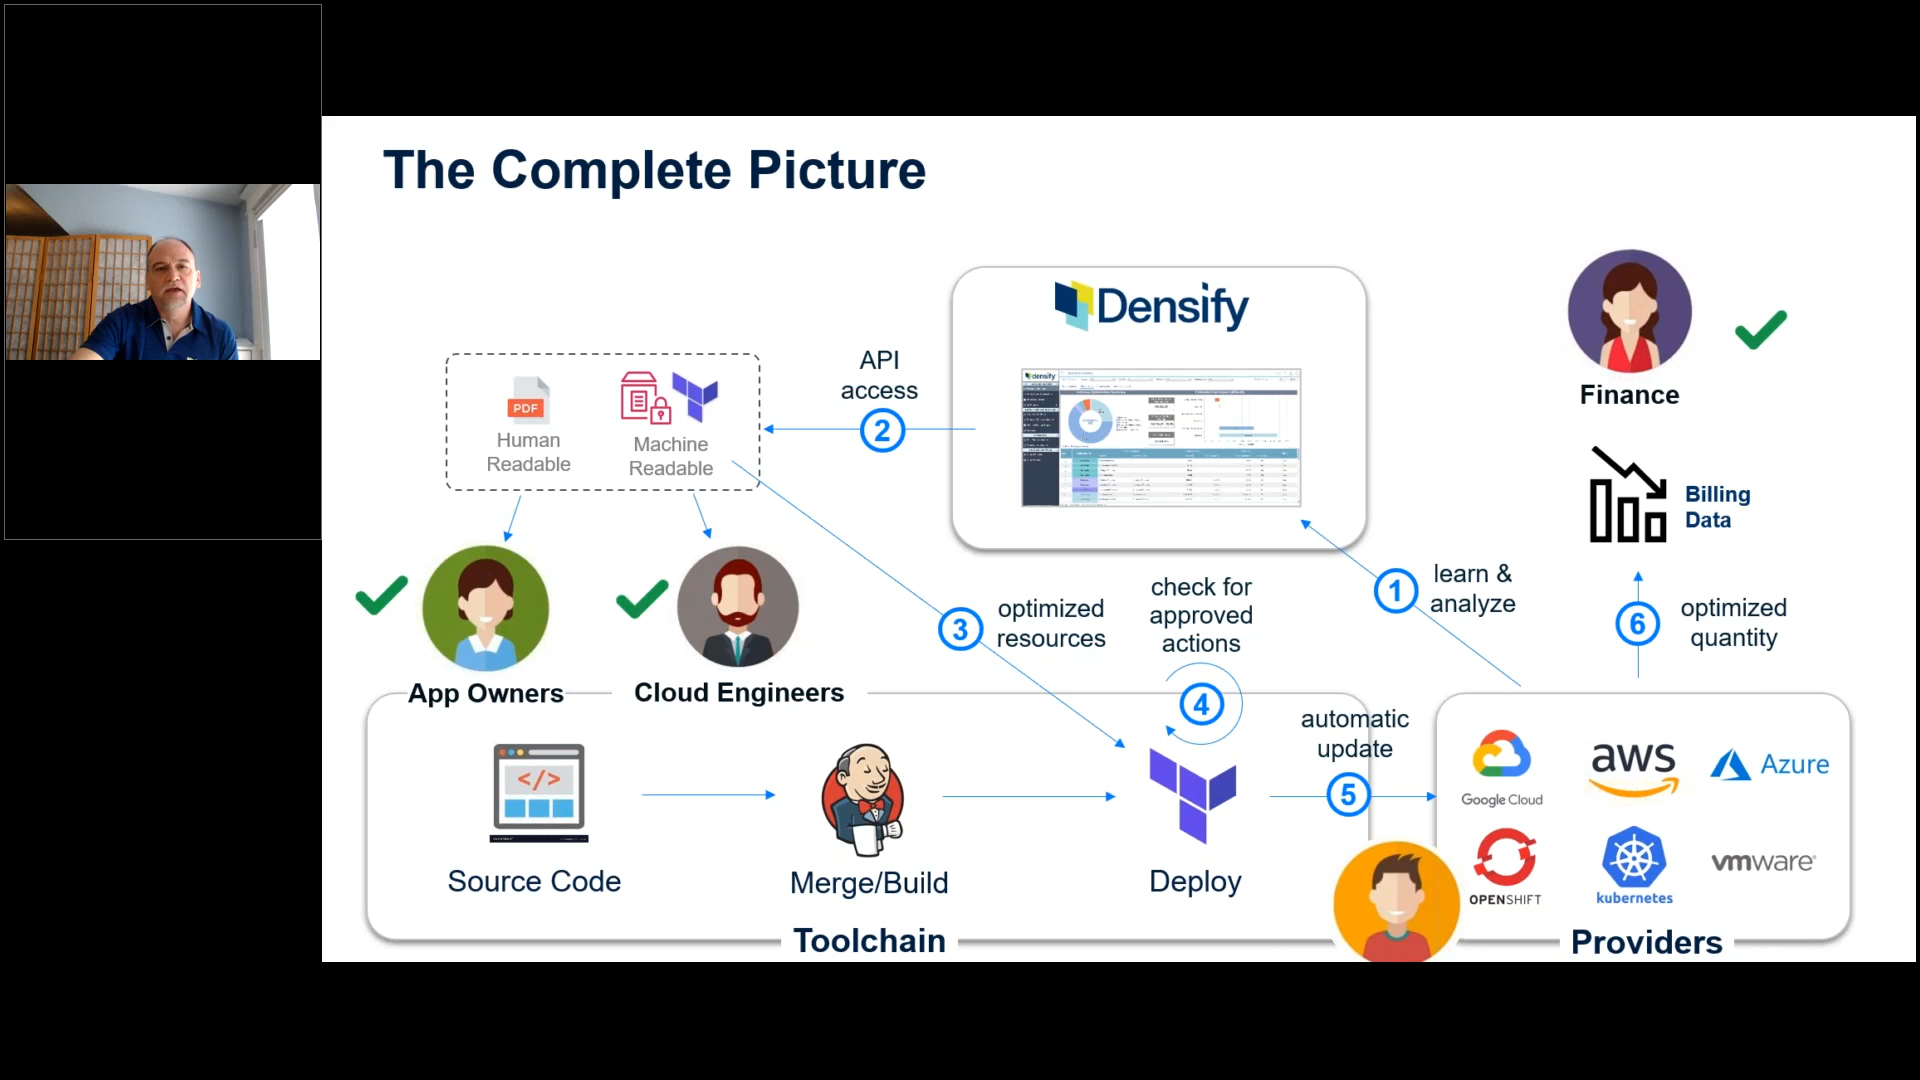 The Complete Picture
Densify
densify
Finance
API
access
2
PDF
Human
Readable
Machine
Readable
Billing
Data
1
learn &
analyze
check for
approved
actions
3
optimized
resources
6
optimized
quantity
App Owners
Cloud Engineers
4
automatic
update
5
</>
Source Code
Merge/Build
Deploy
Toolchain
Google Cloud
aws
Azure
OPENSHIFT
kubernetes
vmware
Providers